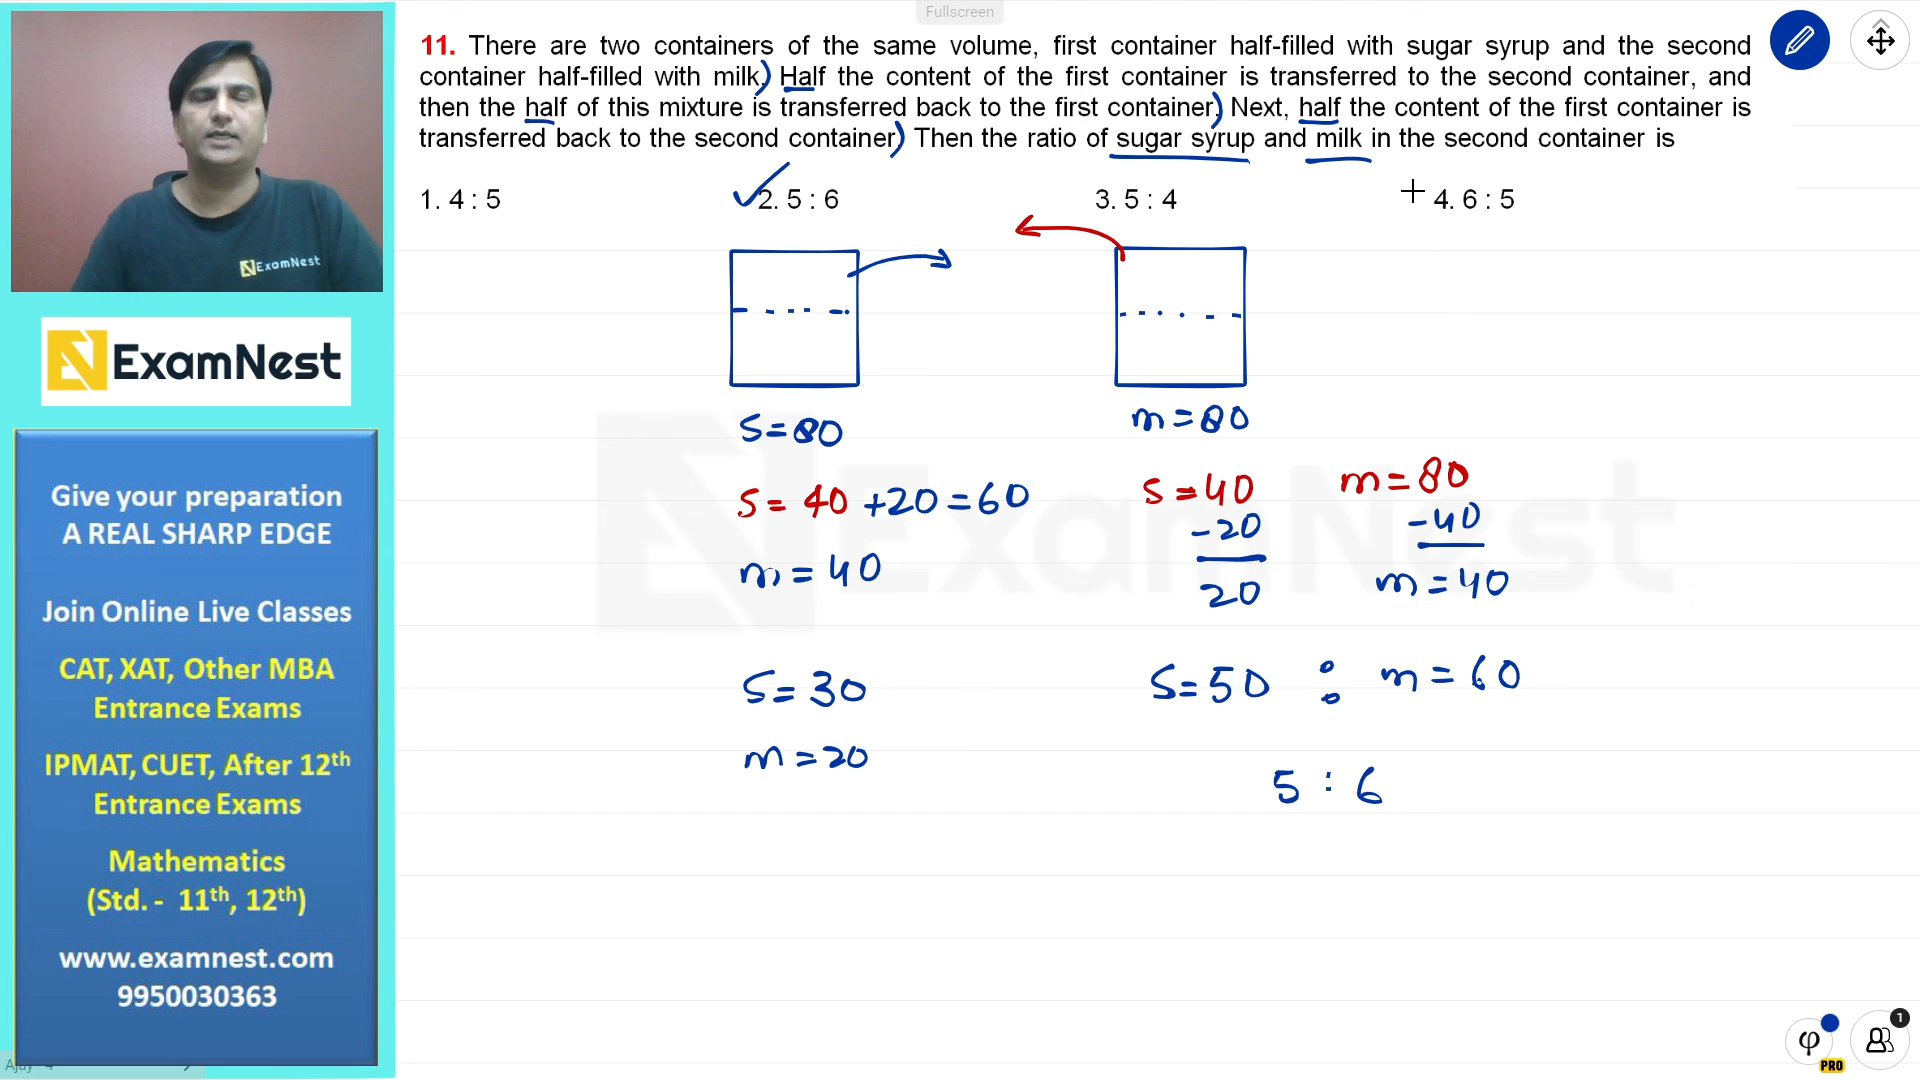 Fullscreen
11. There are two containers of the same volume, first container half-filled with sugar syrup and the second
container half-filled with milk. Half the content of the first container is transferred to the second container, and
then the half of this mixture is transferred back to the first container. Next, half the content of the first container is
transferred back to the second container. Then the ratio of sugar syrup and milk in the second container is
1. 4 : 5
2. 5 : 6
3. 5 : 4
4. 6 : 5
S = 80
m = 80
S = 40 + 20 = 60
S = 40
m = 80
- 20
- 40
m = 40
20
m = 40
S = 30
S = 50 : m = 60
m = 20
5 : 6
ExamNest
ExamNest
Give your preparation
A REAL SHARP EDGE
Join Online Live Classes
CAT, XAT, Other MBA
Entrance Exams
IPMAT, CUET, After 12th
Entrance Exams
Mathematics
(Std. - 11th, 12th)
www.examnest.com
9950030363
ExamNest
φ
PRO
1